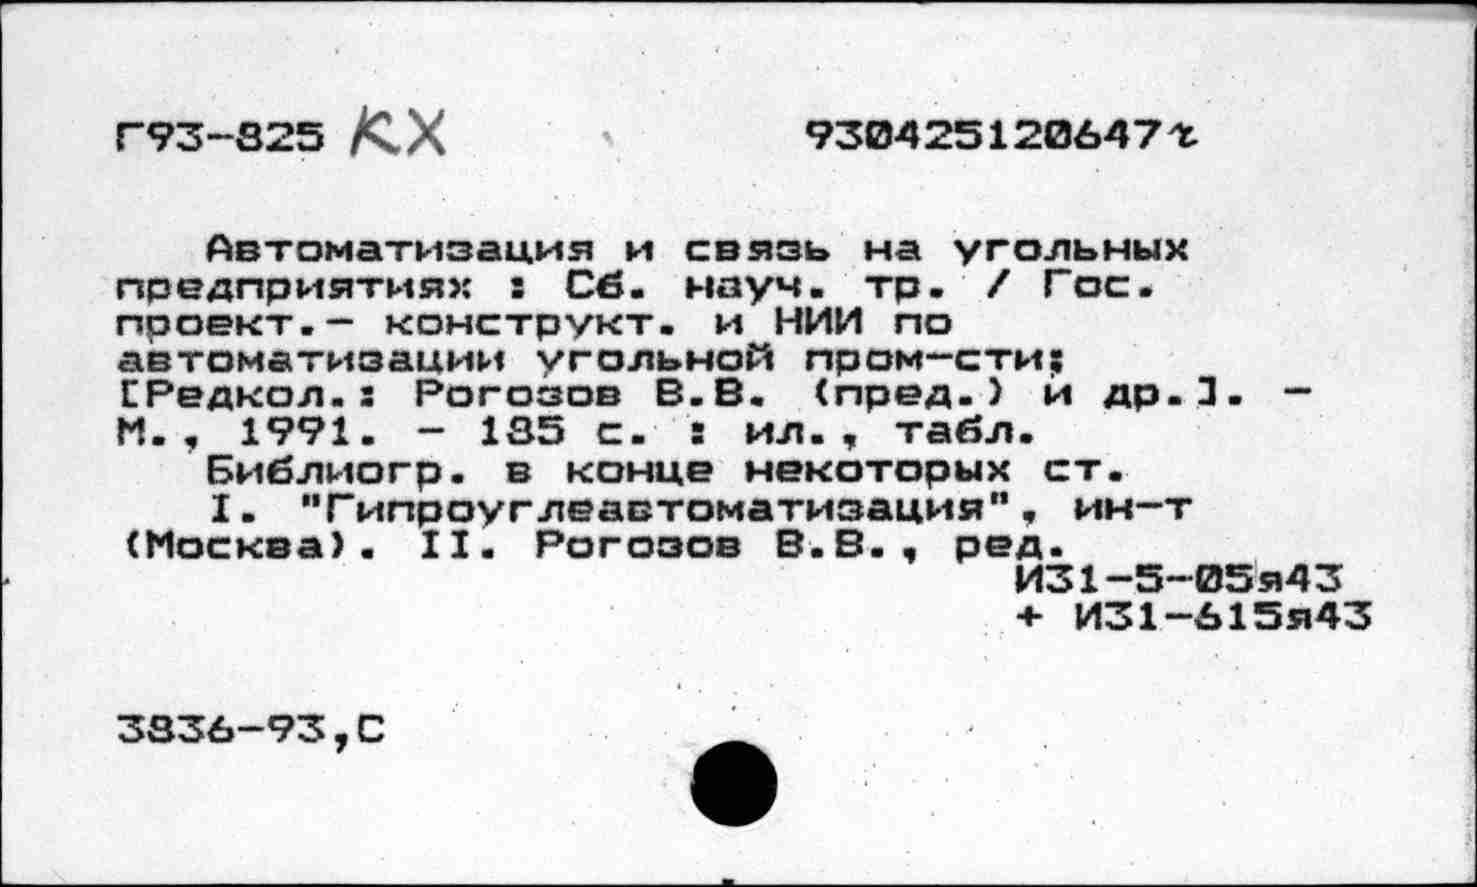 Г93-825 КХ 930425120647
Автоматизация и связь на угольных
предприятиях : Сб. науч. тр. / Гос.
проект.- конструкт. и НИИ по
автоматизации угольной пром-сти;
[Редкол.: Рогозов В.В. (пред.) и др.]. -
М., 1991. - 185 с. : ил., табл.
Библиогр. в конце некоторых ст.
I. "Гипроуглеавтоматизация", ин-т
(Москва). II. Рогозов В.В., ред.
И31-5-05я43
+ И31-615я43
3836-93,С